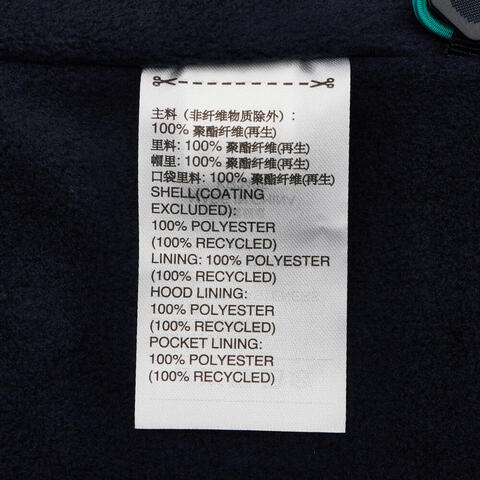 主料（非纤维物质除外）：
100% 聚酯纤维(再生)
里料: 100% 聚酯纤维(再生)
帽里: 100% 聚酯纤维(再生)
口袋里料: 100% 聚酯纤维(再生)
SHELL(COATING
EXCLUDED):
100% POLYESTER
(100% RECYCLED)
LINING: 100% POLYESTER
(100% RECYCLED)
HOOD LINING:
100% POLYESTER
(100% RECYCLED)
POCKET LINING:
100% POLYESTER
(100% RECYCLED)